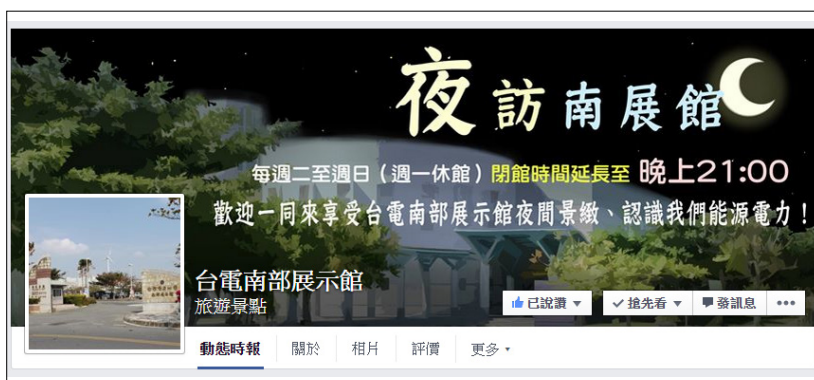 夜訪南展館
每週二至週日（週一休館）閉館時間延長至 晚上21:00
歡迎一同來享受台電南部展示館夜間景緻、認識我們能源電力！
台電南部展示館
旅遊景點
已說讚 搶先看 發訊息 •••
動態時報 關於 相片 評價 更多